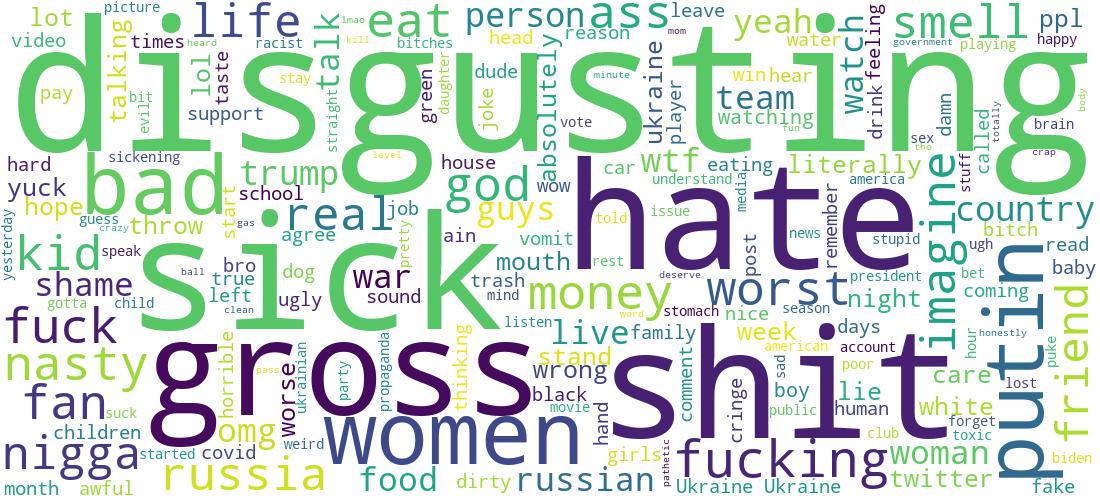 lot
picture
life
eat
person
ass
leave
yeah
smell
ppl
video
times
heard
racist
lmao
kill
bitches
head
reason
mom
water
government
playing
happy
disgusting
pay
talking
bit
evil
lol
taste
support
stay
straight
talk
green
daughter
dude
joke
absolutely
minute
vote
ukraine
player
win
hear
team
watching
fun
watch
drink
feeling
sex
tho
damn
called
totally
brain
crap
body
hard
yuck
hope
sickening
bad
trump
level
house
god
wow
car
wtf
eating
literally
understand
america
stuff
imagine
country
bitch
guess
crazy
throw
start
school
real
job
guys
told
issue
media
hate
remember
news
stupid
ugh
read
yesterday
speak
kid
gas
agree
pretty
ain
vomit
rest
post
president
bet
baby
shame
ball
bro
true
left
dog
sick
war
sound
mouth
trash
mind
deserve
worst
night
coming
putin
gotta
child
clean
ugly
money
stomach
nice
season
word
fuck
listen
live
family
week
days
american
account
hour
honestly
puke
friend
nasty
horrible
gross
worse
ukrainian
party
propaganda
thinking
stand
wrong
comment
shit
sad
poor
care
lost
pass
fan
suck
black
movie
boy
lie
human
public
white
forget
toxic
children
omg
weird
women
hand
cringe
club
nigga
started
covid
girls
pathetic
fucking
woman
biden
month
awful
russia
food
dirty
russian
Ukraine Ukraine
twitter
fake